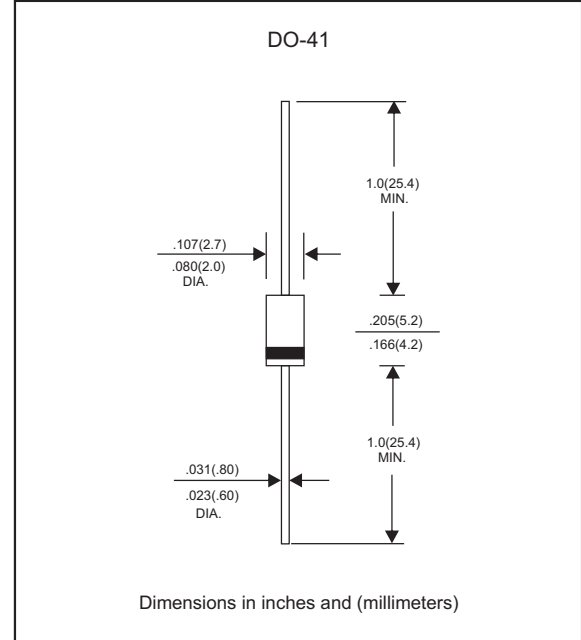 DO-41
1.0(25.4)
MIN.
.107(2.7)
.080(2.0)
DIA.
.205(5.2)
.166(4.2)
1.0(25.4)
MIN.
.031(.80)
.023(.60)
DIA.
Dimensions in inches and (millimeters)